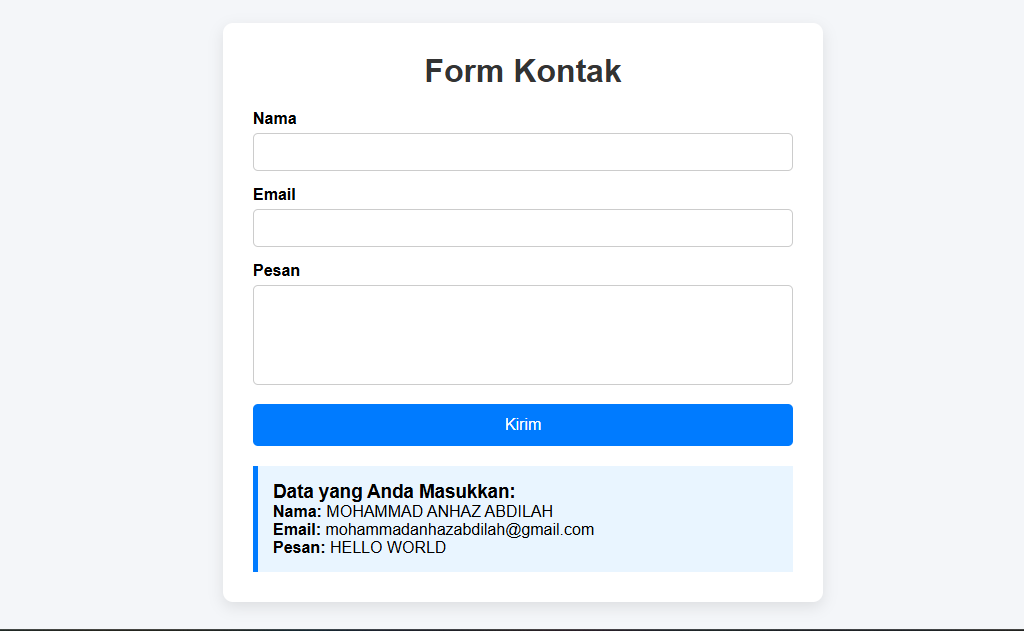 Form Kontak
Nama
Email
Pesan
Kirim
Data yang Anda Masukkan:
Nama: MOHAMMAD ANHAZ ABDILAH
Email: mohammadanhazabdilah@gmail.com
Pesan: HELLO WORLD